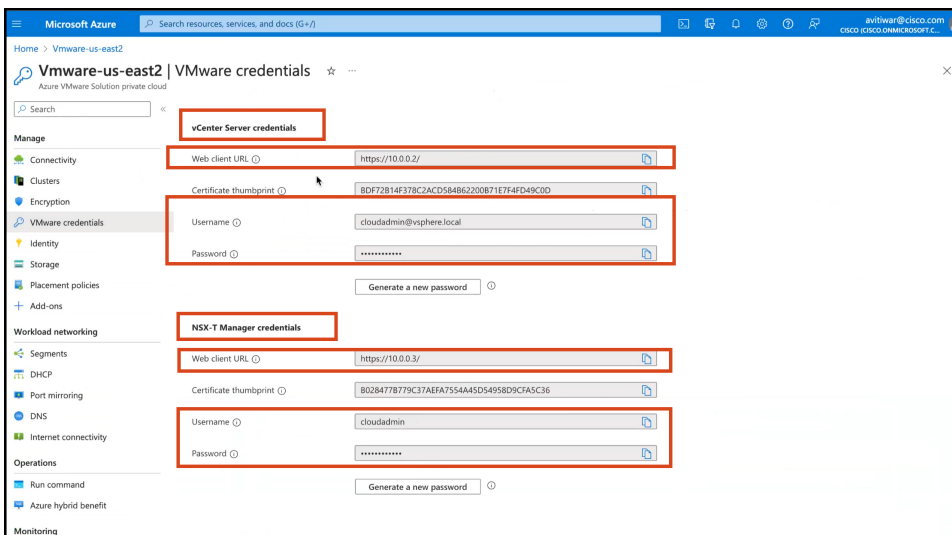 Microsoft Azure
Search resources, services, and docs (G+/)
avitiwar@cisco.com
CISCO (CISCO.ONMICROSOFT.C...
Home > Vmware-us-east2
Vmware-us-east2 | VMware credentials
Azure VMware Solution private cloud
Search
Manage
Connectivity
Clusters
Encryption
VMware credentials
Identity
Storage
Placement policies
Add-ons
Workload networking
Segments
DHCP
Port mirroring
DNS
Internet connectivity
Operations
Run command
Azure hybrid benefit
Monitoring
vCenter Server credentials
Web client URL
https://10.0.0.2/
Certificate thumbprint
BDF72B14F378C2ACD584B62200B71E7F4FD49C0D
Username
cloudadmin@vsphere.local
Password
••••••••••••
Generate a new password
NSX-T Manager credentials
Web client URL
https://10.0.0.3/
Certificate thumbprint
B028477B779C37AEFA7554A45D54958D9CFA5C36
Username
cloudadmin
Password
••••••••••••
Generate a new password